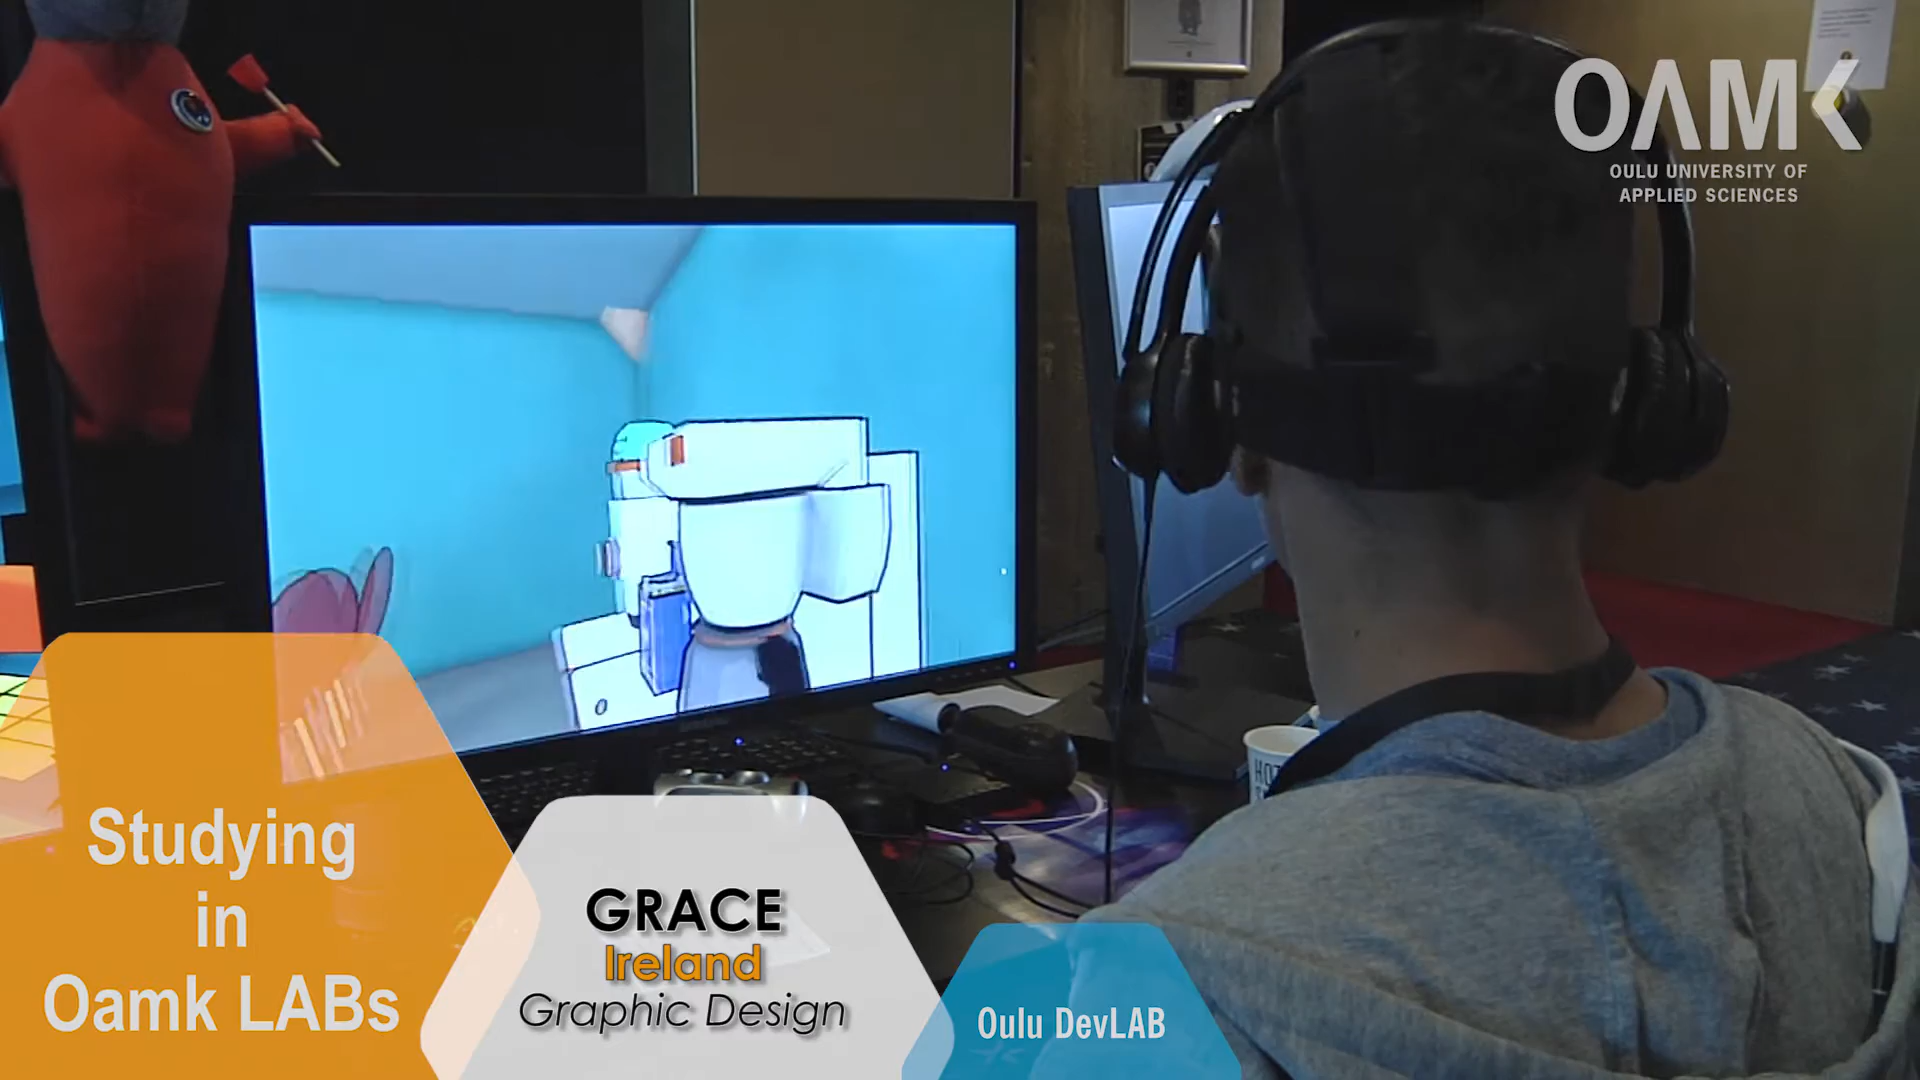 OAMK
OULU UNIVERSITY OF
APPLIED SCIENCES
Studying
in
Oamk LABs
GRACE
Ireland
Graphic Design
Oulu DevLAB